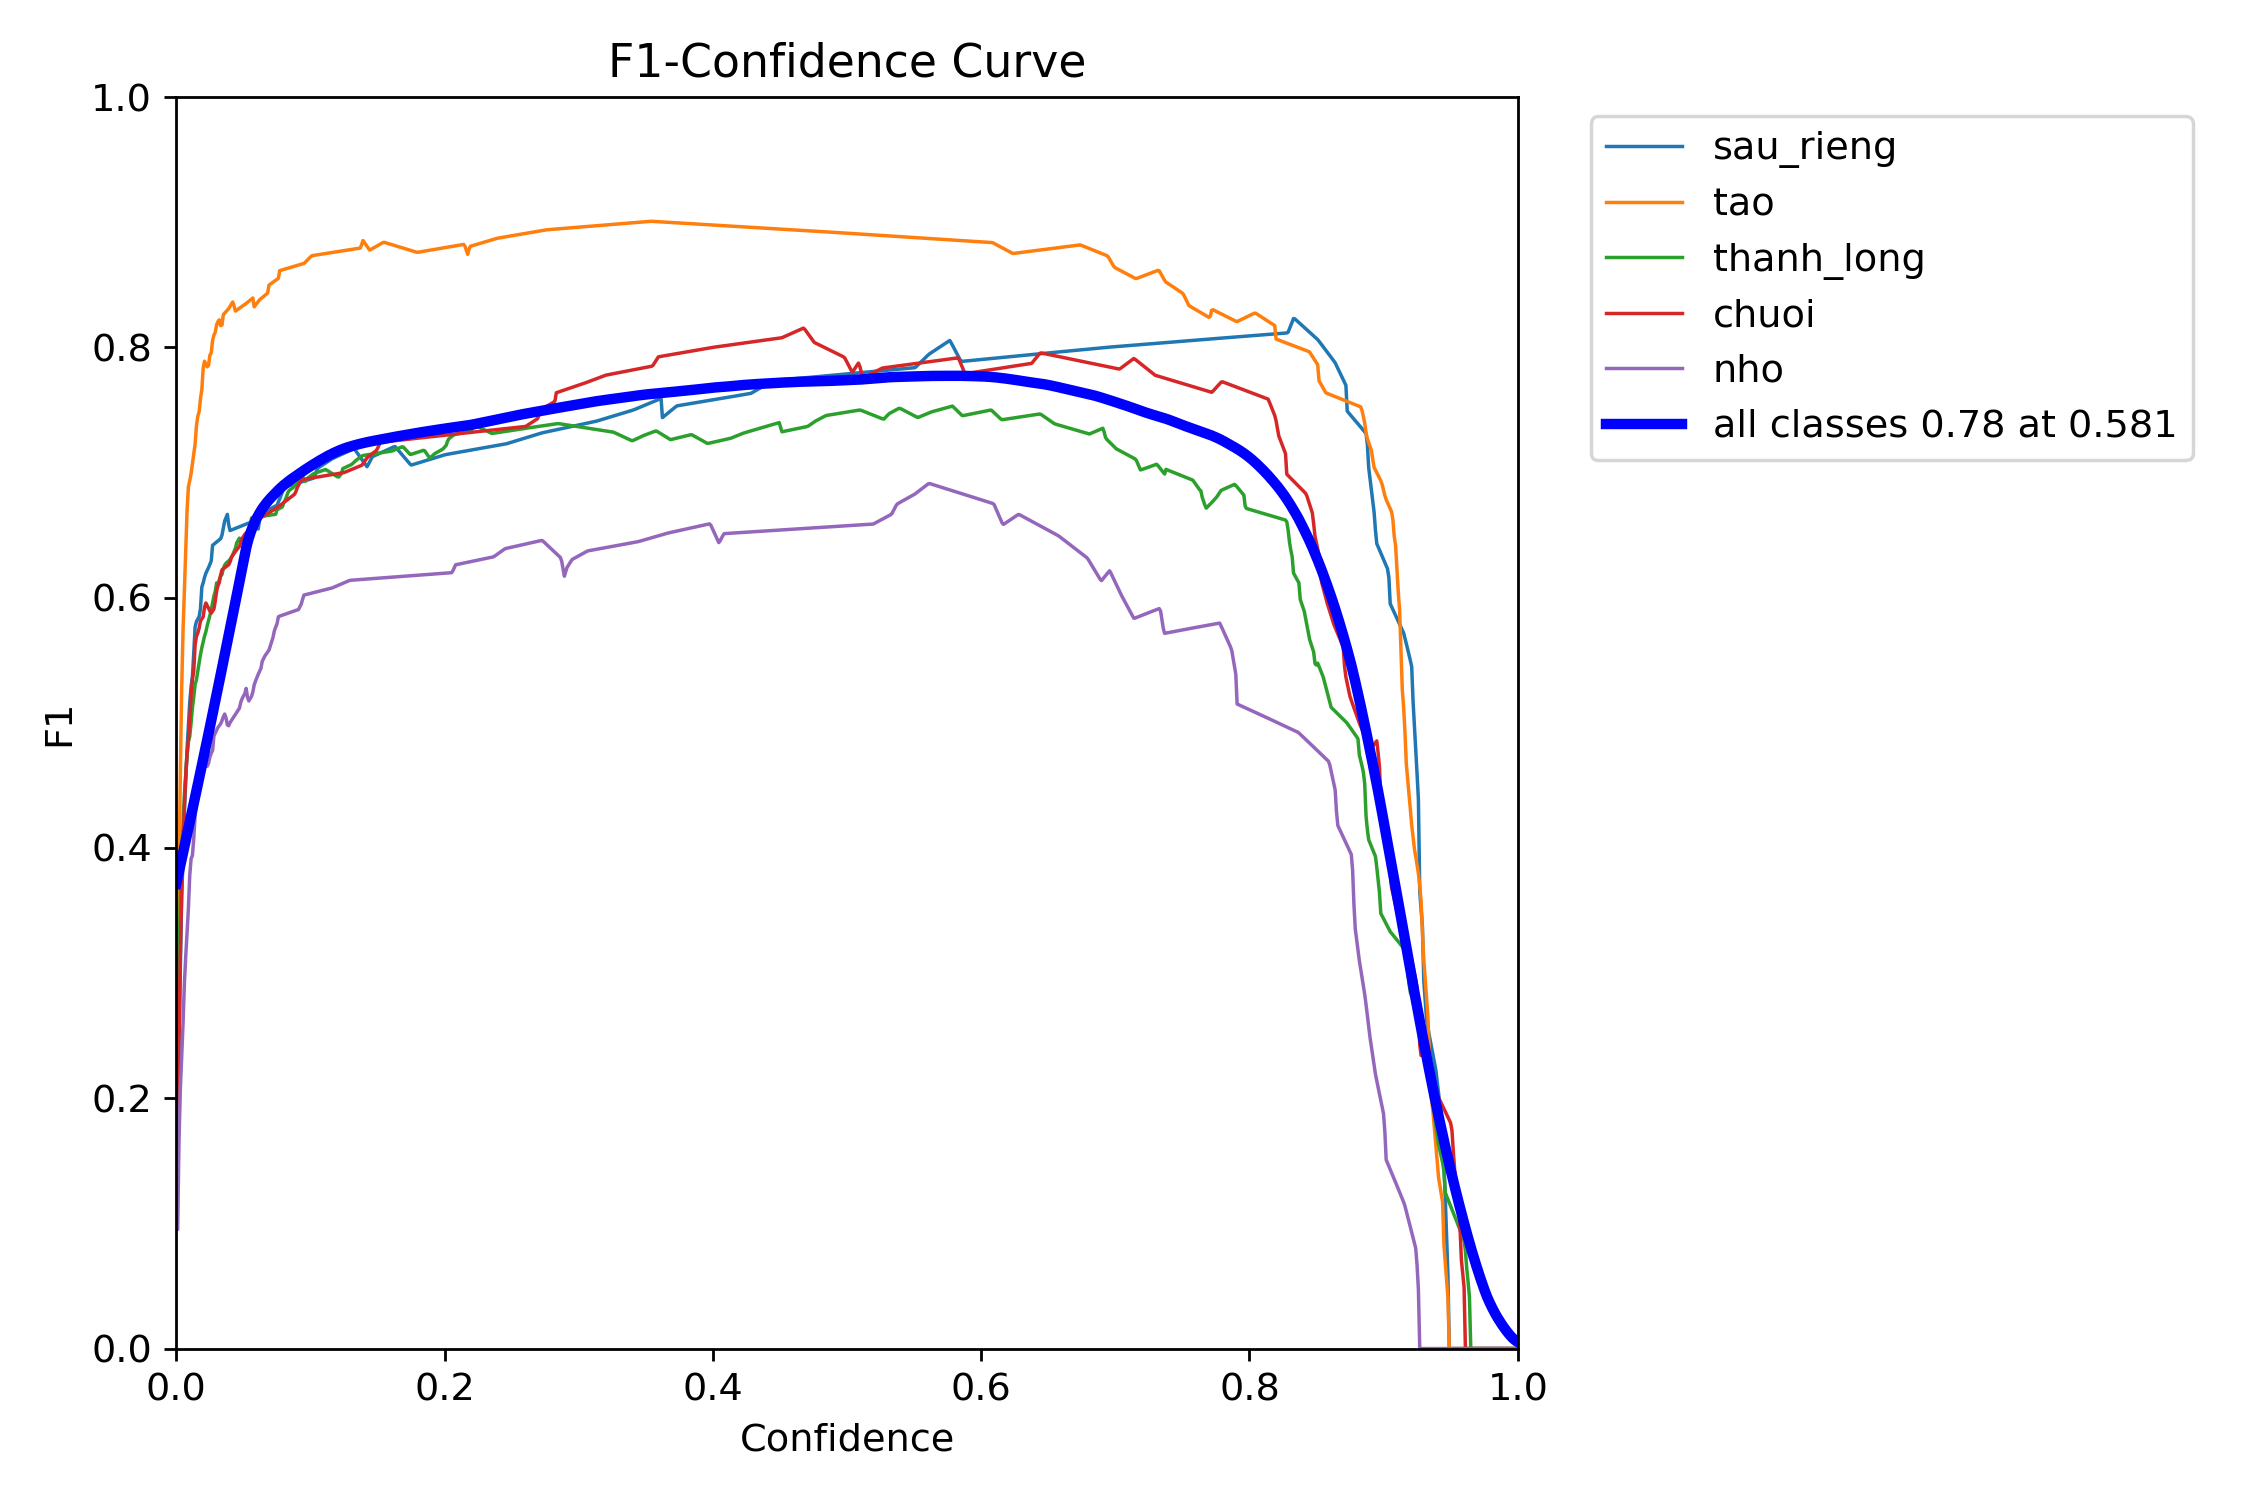 F1-Confidence Curve
1.0
0.8
0.6
0.4
0.2
0.0
F1
0.0 0.2 0.4 0.6 0.8 1.0
Confidence
sau_rieng
tao
thanh_long
chuoi
nho
all classes 0.78 at 0.581